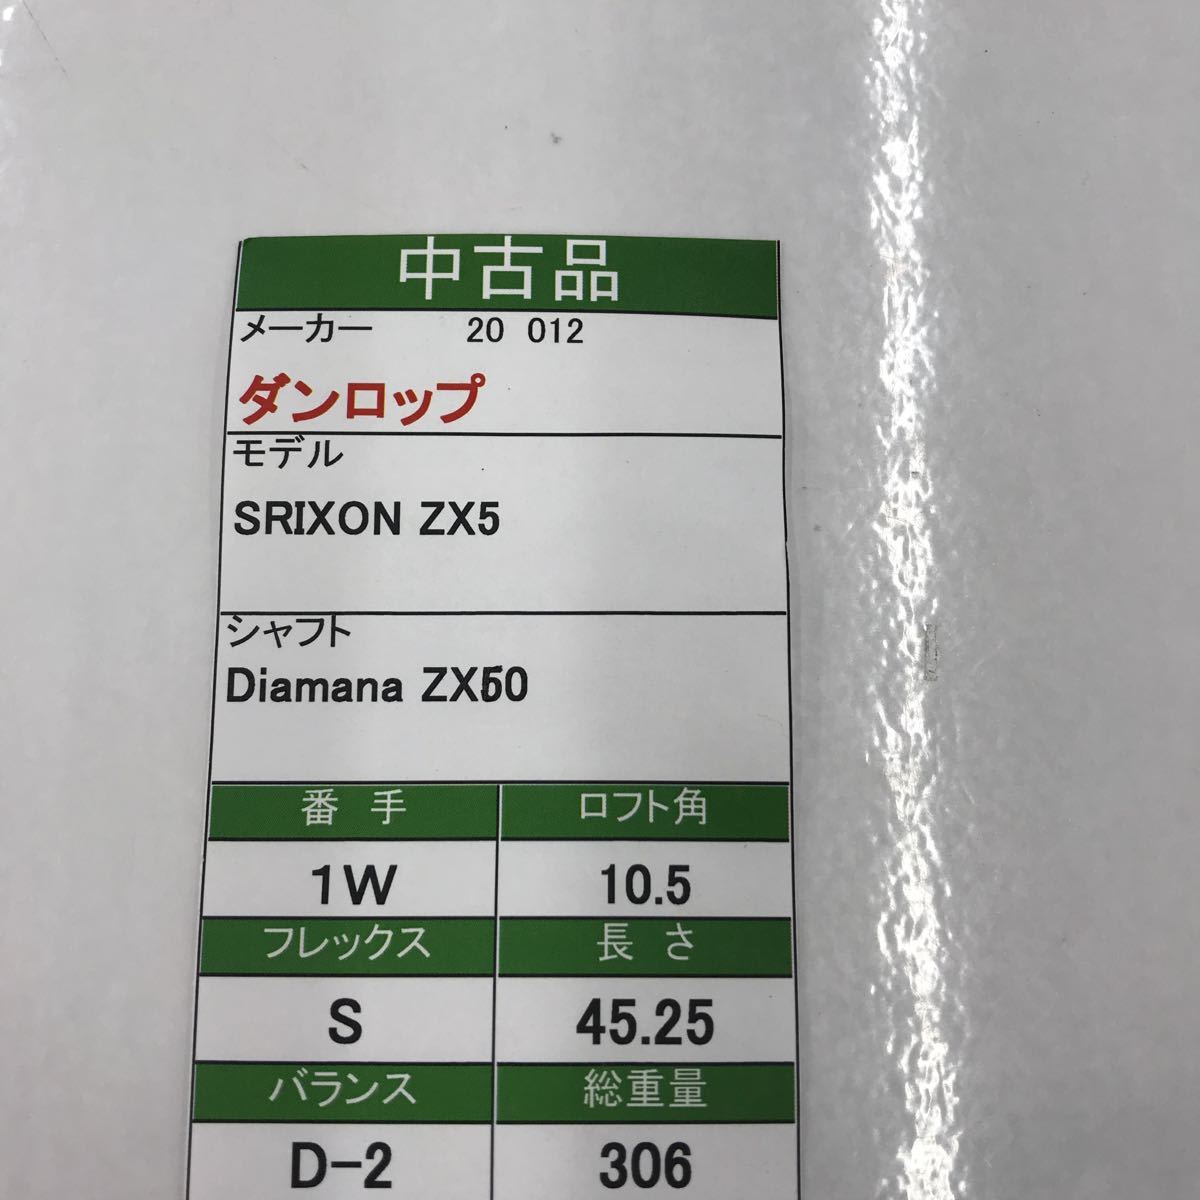 中古品
メーカー 20 012
ダンロップ
モデル
SRIXON ZX5
シャフト
Diamana ZX50
番手 ロフト角
1W 10.5
フレックス 長さ
S 45.25
バランス 総重量
D-2 306